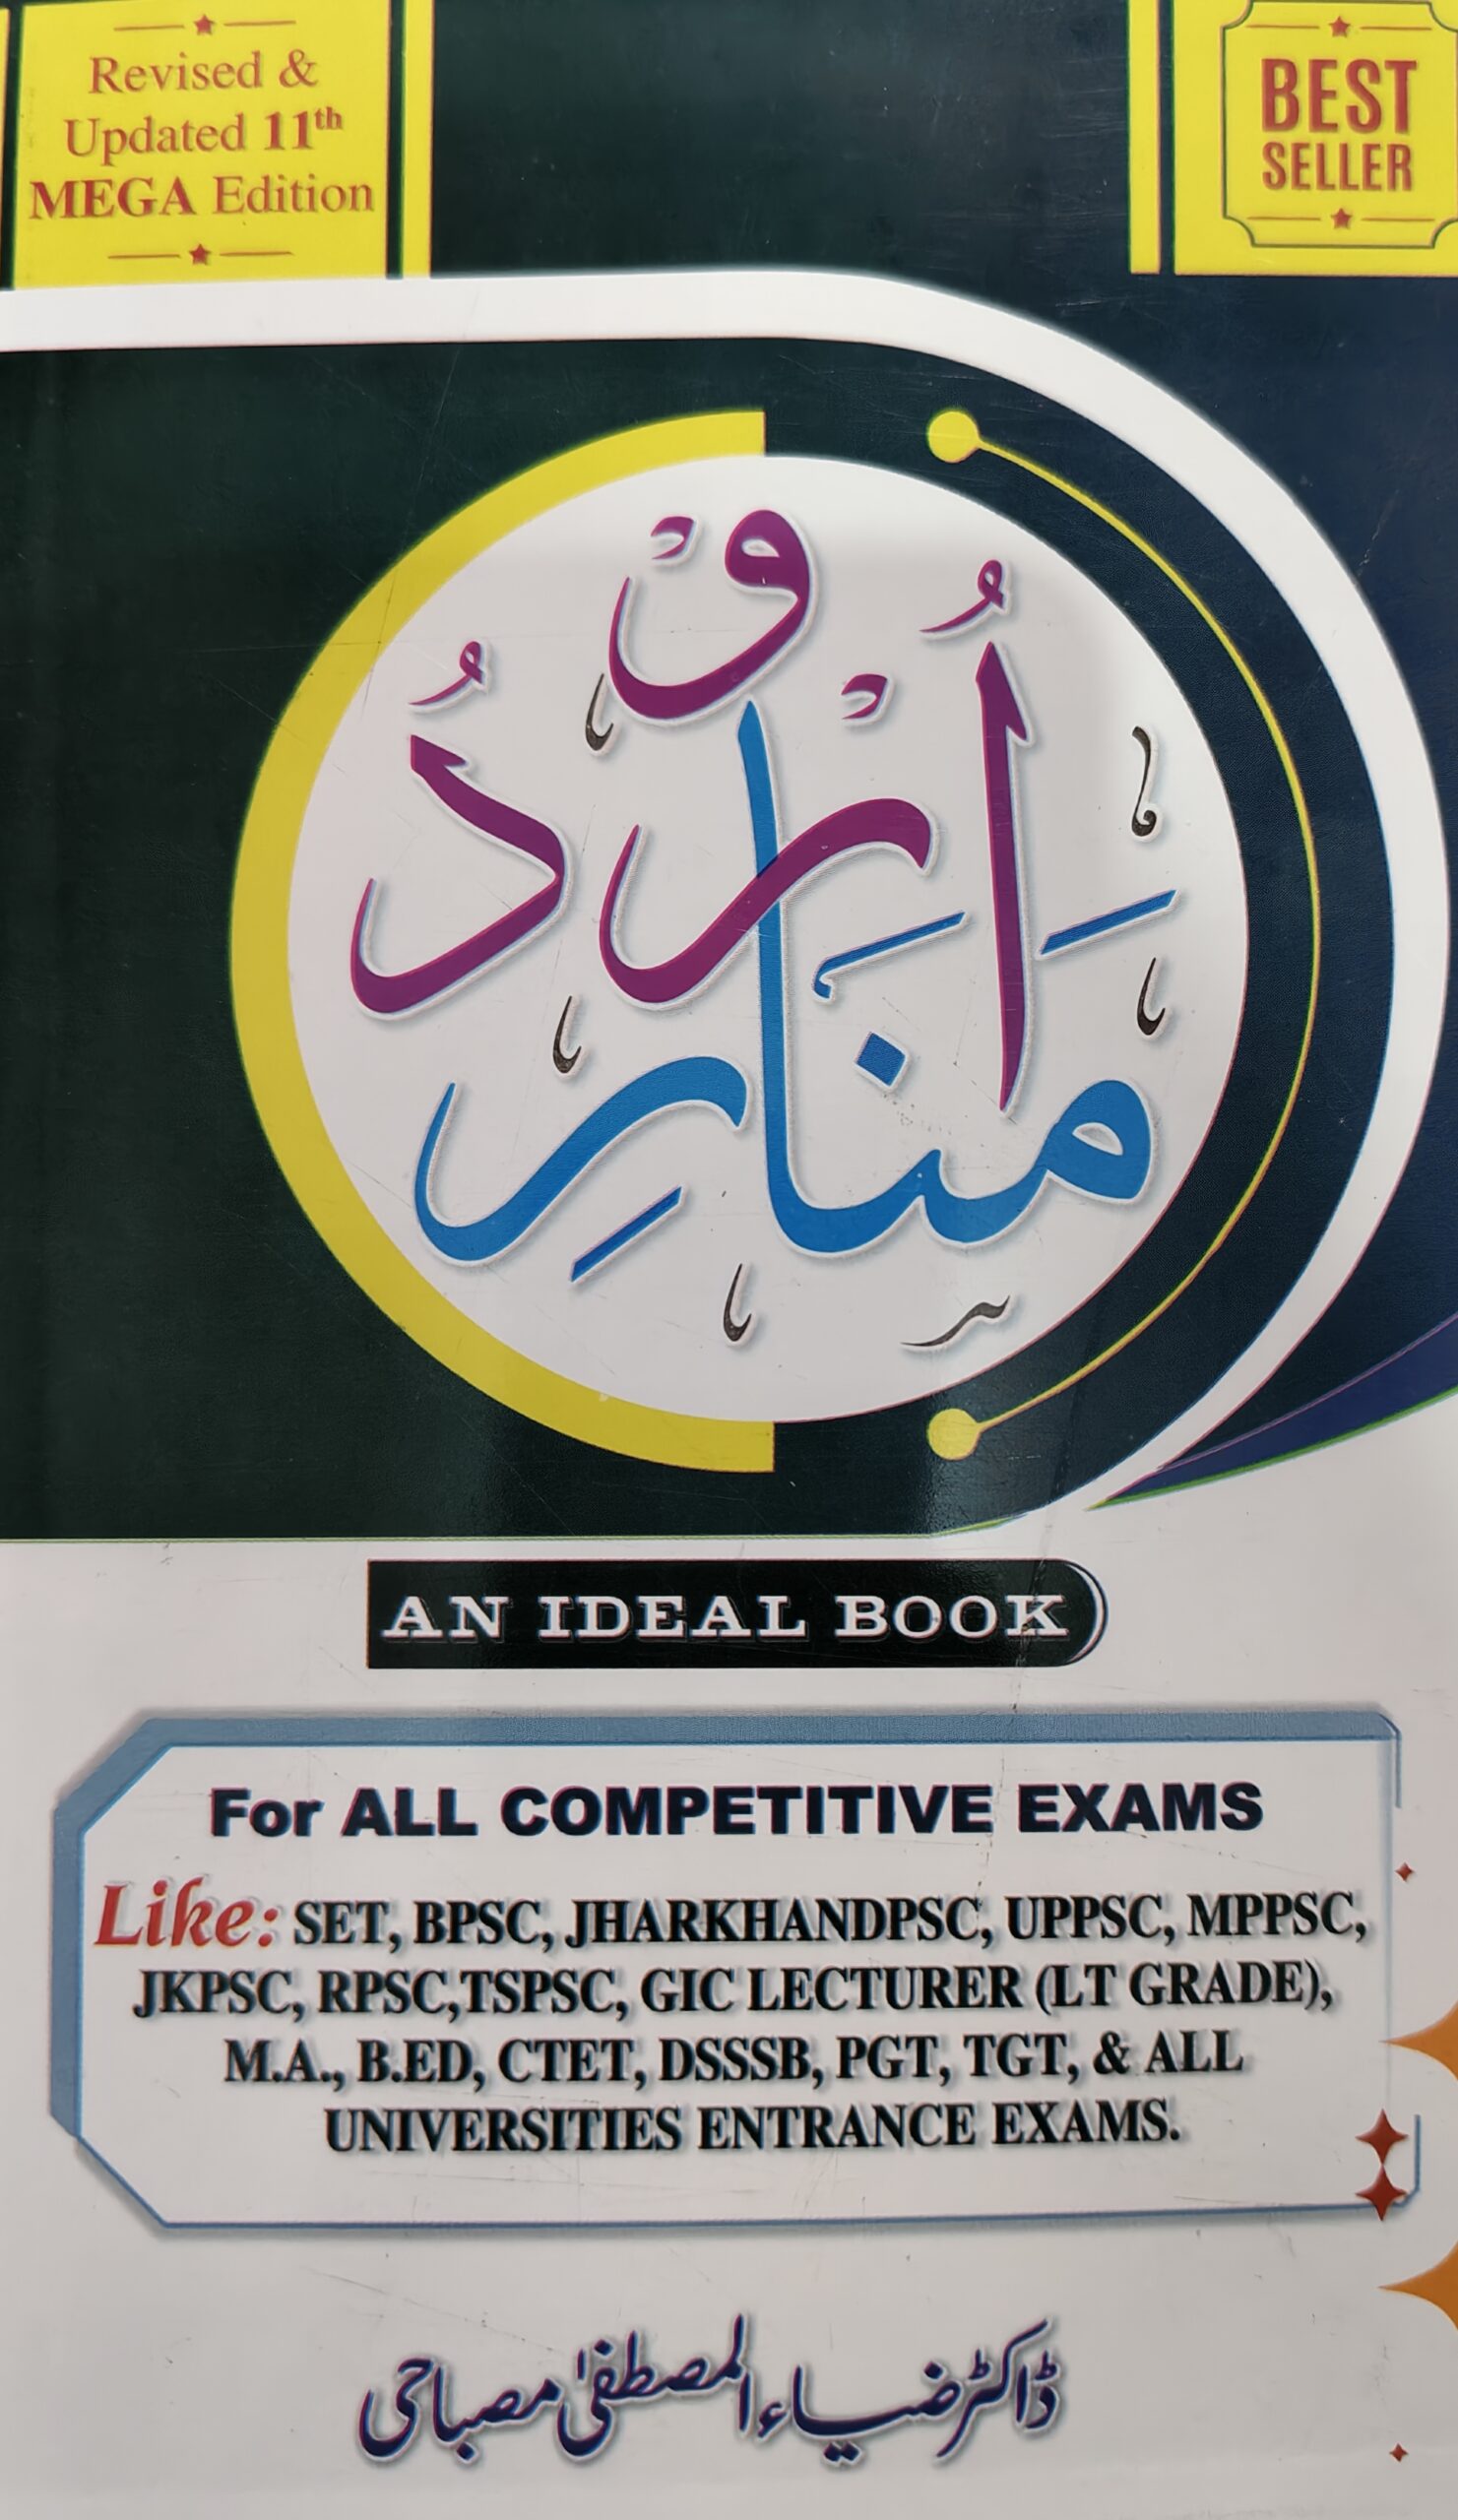 Revised &
Updated 11th
MEGA Edition
BEST
SELLER
منارِ اُردُو
AN IDEAL BOOK
For ALL COMPETITIVE EXAMS
Like: SET, BPSC, JHARKHANDPSC, UPPSC, MPPSC,
JKPSC, RPSC,TSPSC, GIC LECTURER (LT GRADE),
M.A., B.ED, CTET, DSSSB, PGT, TGT, & ALL
UNIVERSITIES ENTRANCE EXAMS.
ڈاکٹر ضیاء المصطفیٰ مصباحی